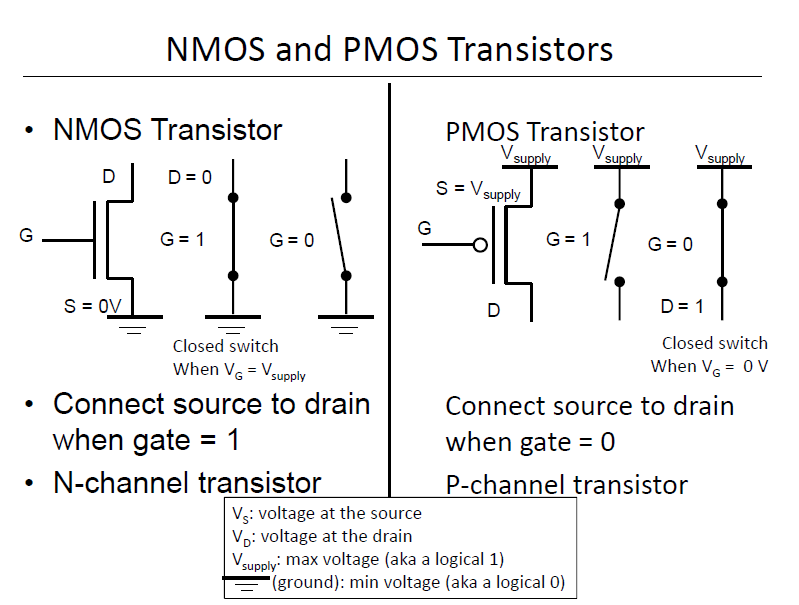 NMOS and PMOS Transistors
• NMOS Transistor
D
D = 0
G
G = 1
G = 0
S = 0V
Closed switch
When VG = Vsupply
• Connect source to drain
when gate = 1
• N-channel transistor
PMOS Transistor
Vsupply
Vsupply
Vsupply
S = Vsupply
G
G = 1
G = 0
D
D = 1
Closed switch
When VG = 0 V
Connect source to drain
when gate = 0
P-channel transistor
VS: voltage at the source
VD: voltage at the drain
Vsupply: max voltage (aka a logical 1)
(ground): min voltage (aka a logical 0)